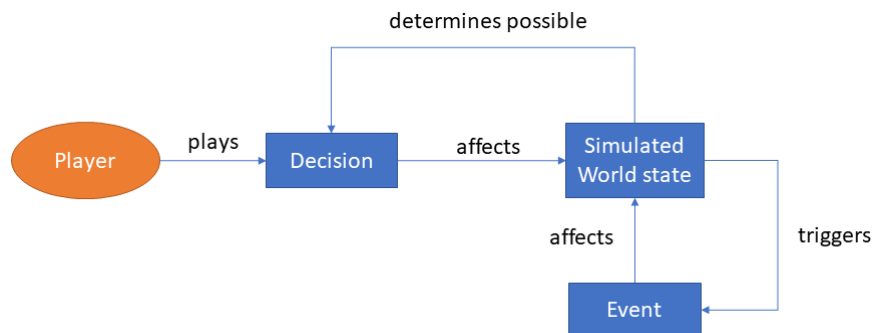 determines possible
Player
plays
Decision
affects
Simulated
World state
affects
triggers
Event